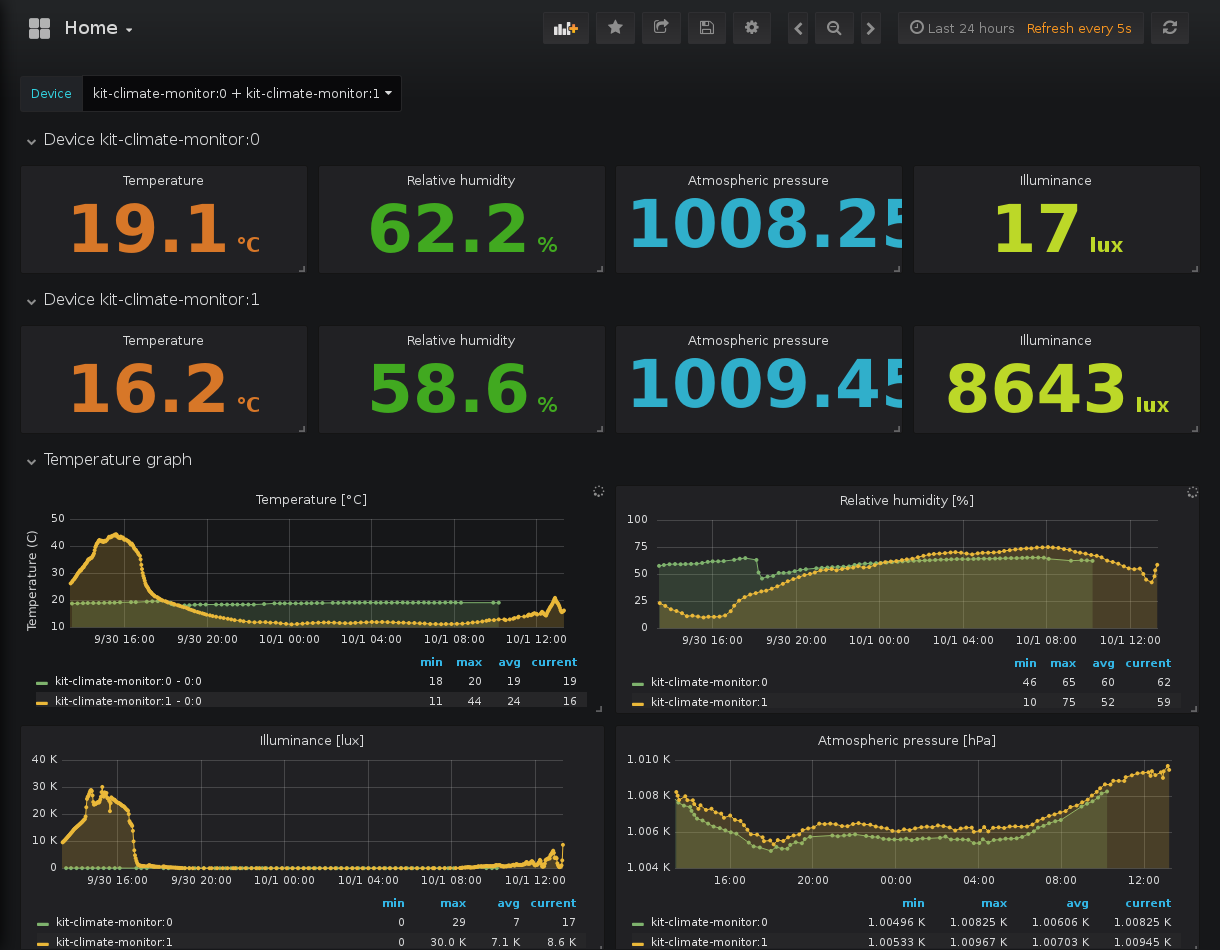 Home
Last 24 hours Refresh every 5s
Device kit-climate-monitor:0 + kit-climate-monitor:1
Device kit-climate-monitor:0
Temperature Relative humidity Atmospheric pressure Illuminance
19.1 °C 62.2 % 1008.25 17 lux
Device kit-climate-monitor:1
Temperature Relative humidity Atmospheric pressure Illuminance
16.2 °C 58.6 % 1009.45 8643 lux
Temperature graph
Temperature [°C]
Temperature (C)
50
40
30
20
10
9/30 16:00 9/30 20:00 10/1 00:00 10/1 04:00 10/1 08:00 10/1 12:00
min max avg current
kit-climate-monitor:0 - 0:0 18 20 19 19
kit-climate-monitor:1 - 0:0 11 44 24 16
Relative humidity [%]
100
75
50
25
0
9/30 16:00 9/30 20:00 10/1 00:00 10/1 04:00 10/1 08:00 10/1 12:00
min max avg current
kit-climate-monitor:0 46 65 60 62
kit-climate-monitor:1 10 75 52 59
Illuminance [lux]
40 K
30 K
20 K
10 K
0
9/30 16:00 9/30 20:00 10/1 00:00 10/1 04:00 10/1 08:00 10/1 12:00
min max avg current
kit-climate-monitor:0 0 29 7 17
kit-climate-monitor:1 0 30.0 K 7.1 K 8.6 K
Atmospheric pressure [hPa]
1.010 K
1.008 K
1.006 K
1.004 K
16:00 20:00 00:00 04:00 08:00 12:00
min max avg current
kit-climate-monitor:0 1.00496 K 1.00825 K 1.00606 K 1.00825 K
kit-climate-monitor:1 1.00533 K 1.00967 K 1.00703 K 1.00945 K